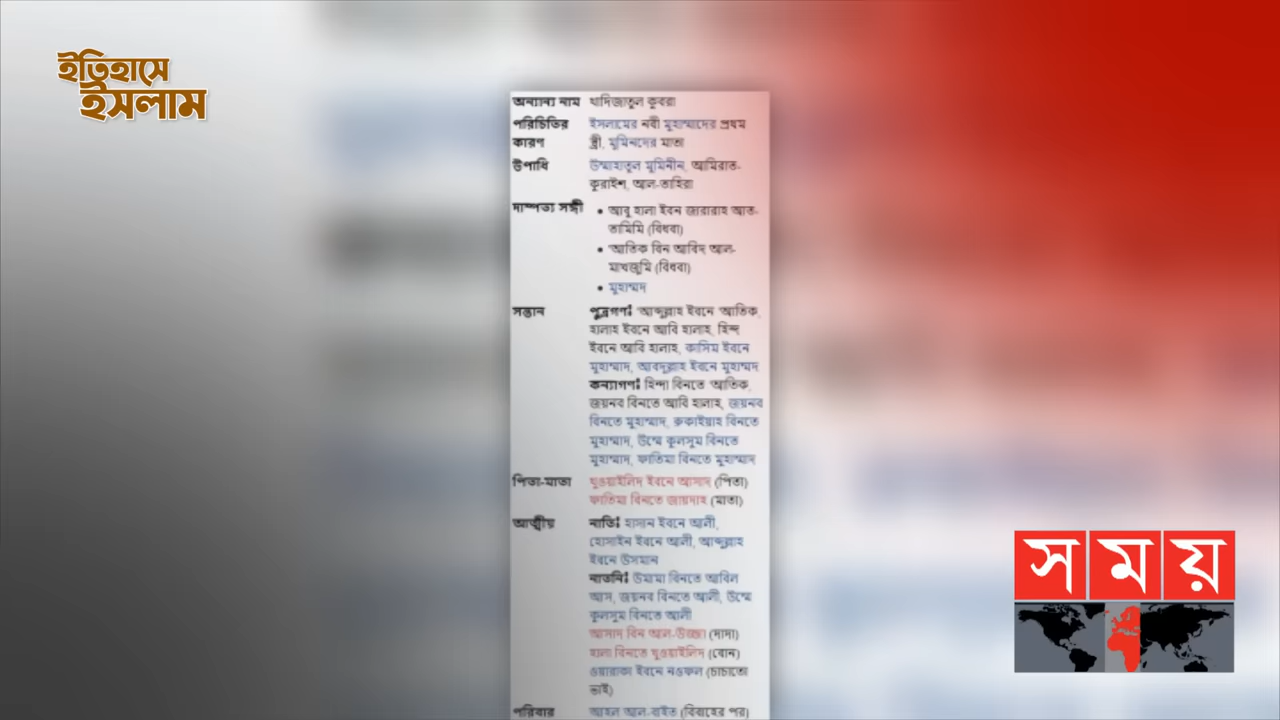 ইতিহাসে
ইসলাম
অন্যান্য নাম খাদিজাতুল কুবরা
পরিচিতির ইসলামের নবী মুহাম্মাদের প্রথম
কারণ স্ত্রী, মুমিনদের মাতা
উপাধি উম্মাহাতুল মুমিনীন, আমিরাত-
কুরাইশ, আল-তাহিরা
দাম্পত্য সঙ্গী • আবু হালা ইবন জারারাহ আত-
তামিমি (বিধবা)
• 'আতিক বিন আবিদ আল-
মাখজুমি (বিধবা)
• মুহাম্মদ
সন্তান পুত্রগণঃ 'আব্দুল্লাহ ইবনে 'আতিক,
হালাহ ইবনে আবি হালাহ, হিন্দ
ইবনে আবি হালাহ, কাসিম ইবনে
মুহাম্মাদ, আবদুল্লাহ ইবনে মুহাম্মদ
কন্যাগণঃ হিন্দা বিনতে 'আতিক,
জয়নব বিনতে আবি হালাহ, জয়নব
বিনতে মুহাম্মাদ, রুকাইয়াহ বিনতে
মুহাম্মাদ, উম্মে কুলসুম বিনতে
মুহাম্মাদ, ফাতিমা বিনতে মুহাম্মাদ
পিতা-মাতা খুওয়াইলিদ ইবনে আসাদ (পিতা)
ফাতিমা বিনতে জায়দাহ (মাতা)
আত্মীয় নাতিঃ হাসান ইবনে আলী,
হোসাইন ইবনে আলী, আব্দুল্লাহ
ইবনে উসমান
নাতনিঃ উমামা বিনতে আবিল
আস, জয়নব বিনতে আলী, উম্মে
কুলসুম বিনতে আলী
আসাদ বিন আল-উজ্জা (দাদা)
হালা বিনতে খুওয়াইলিদ (বোন)
ওয়ারাকা ইবনে নওফল (চাচাতো
ভাই)
পরিবার আহল আল-বাইত (বিবাহের পর)
সময়